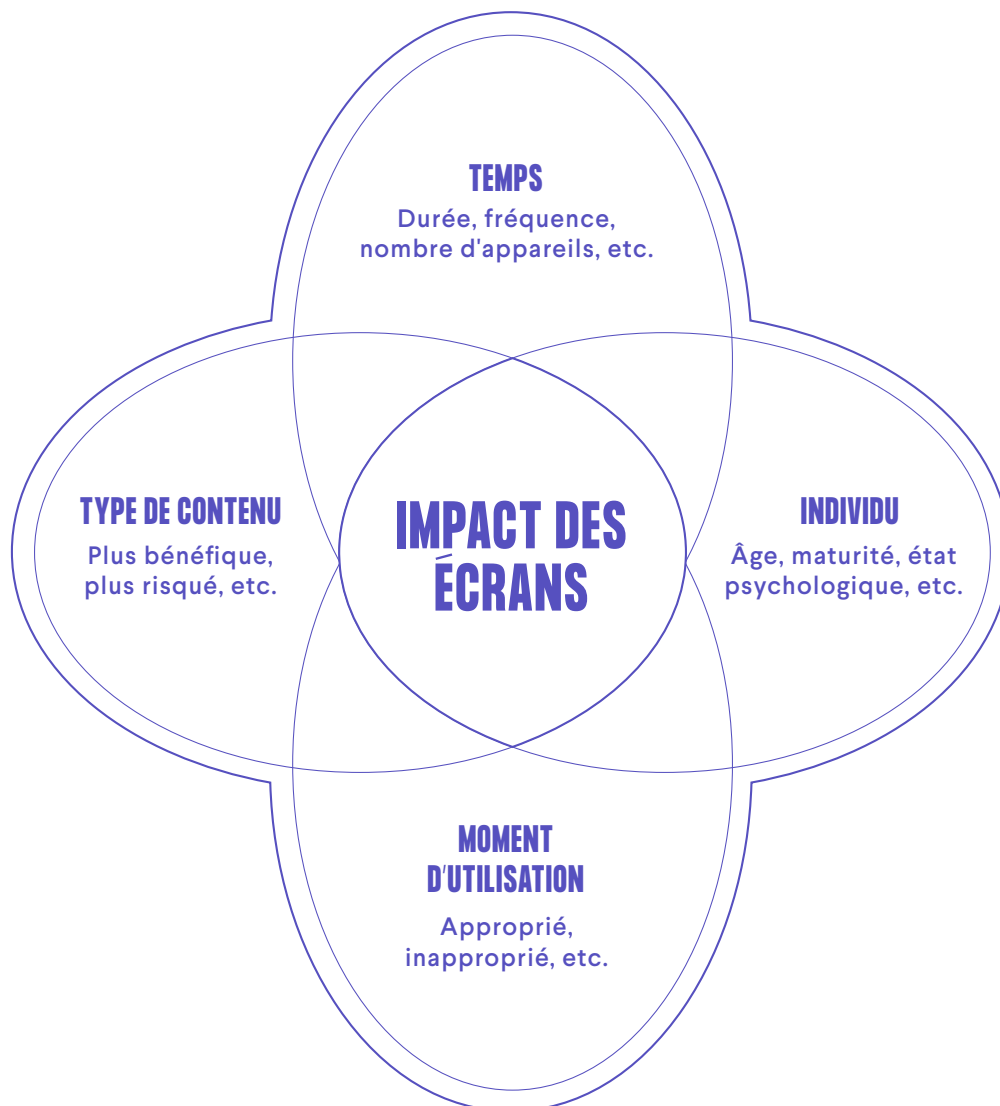 TEMPS
Durée, fréquence,
nombre d'appareils, etc.
TYPE DE CONTENU
Plus bénéfique,
plus risqué, etc.
IMPACT DES
ÉCRANS
INDIVIDU
Âge, maturité, état
psychologique, etc.
MOMENT
D'UTILISATION
Approprié,
inapproprié, etc.